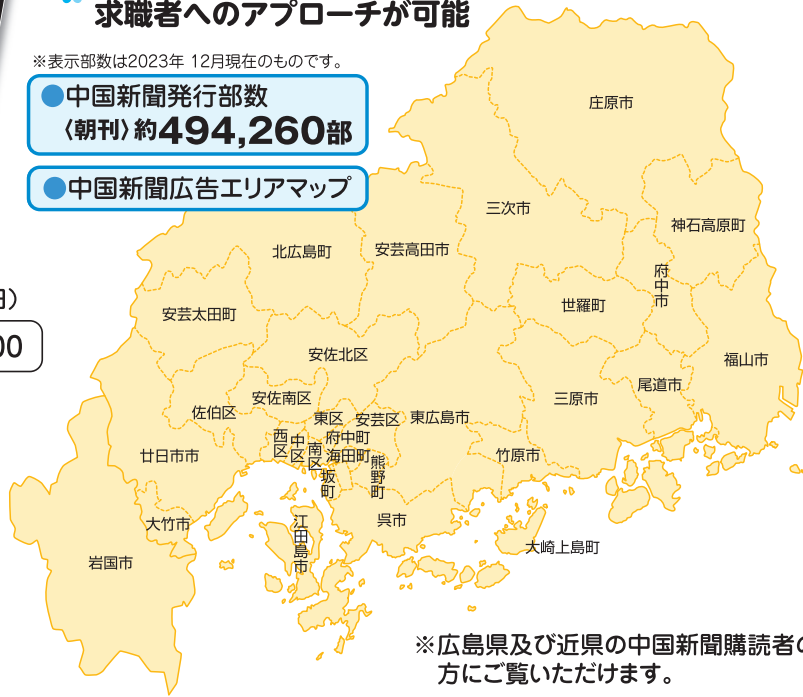 求職者へのアプローチが可能
※表示部数は2023年 12月現在のものです。
●中国新聞発行部数
〈朝刊〉約494,260部
●中国新聞広告エリアマップ
円）
00
庄原市
三次市
神石高原町
北広島町
安芸高田市
府中市
世羅町
安芸太田町
安佐北区
福山市
尾道市
三原市
安佐南区
佐伯区
東区
安芸区
東広島市
西区
中区
南区
府中町
海田町
坂町
熊野町
廿日市市
竹原市
大竹市
呉市
江田島市
大崎上島町
岩国市
※広島県及び近県の中国新聞購読者の
方にご覧いただけます。